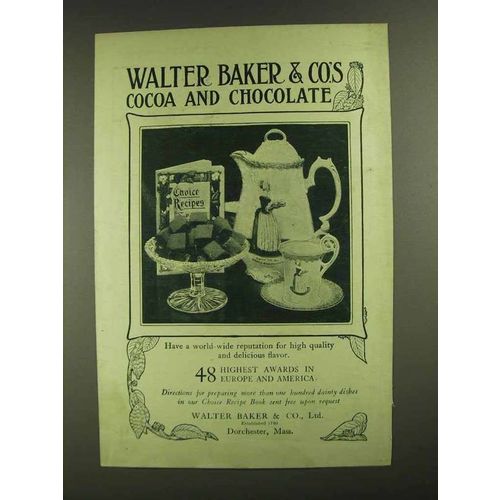 WALTER BAKER & CO.'S
COCOA AND CHOCOLATE
Choice
Recipes
Have a world-wide reputation for high quality
and delicious flavor.
48 HIGHEST AWARDS IN
EUROPE AND AMERICA
Directions for preparing more than one hundred dainty dishes
in our Choice Recipe Book sent free upon request
WALTER BAKER & CO., Ltd.
Established 1780
Dorchester, Mass.